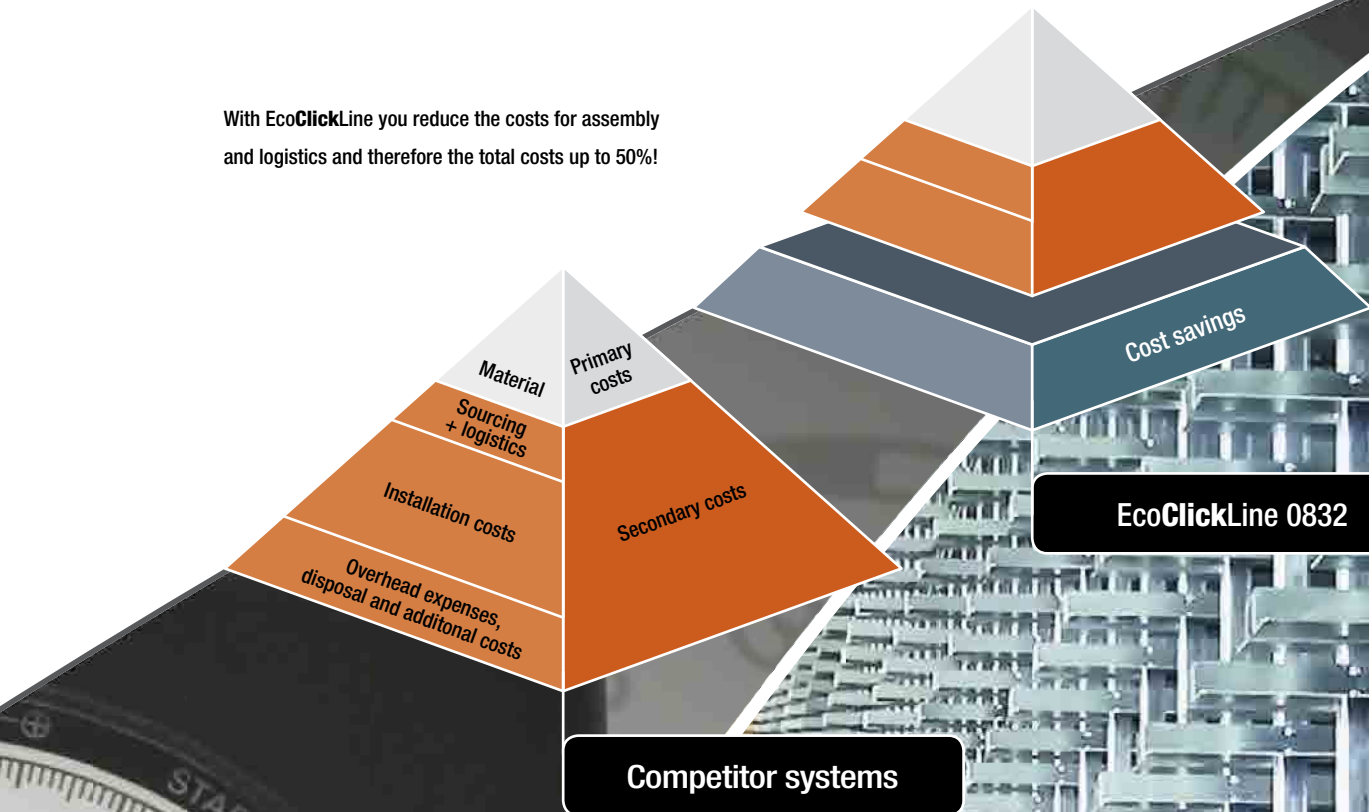 With EcoClickLine you reduce the costs for assembly
and logistics and therefore the total costs up to 50%!
Cost savings
Material
Primary
costs
Sourcing
+ logistics
Installation costs
Secondary costs
EcoClickLine 0832
Overhead expenses,
disposal and additonal costs
Competitor systems